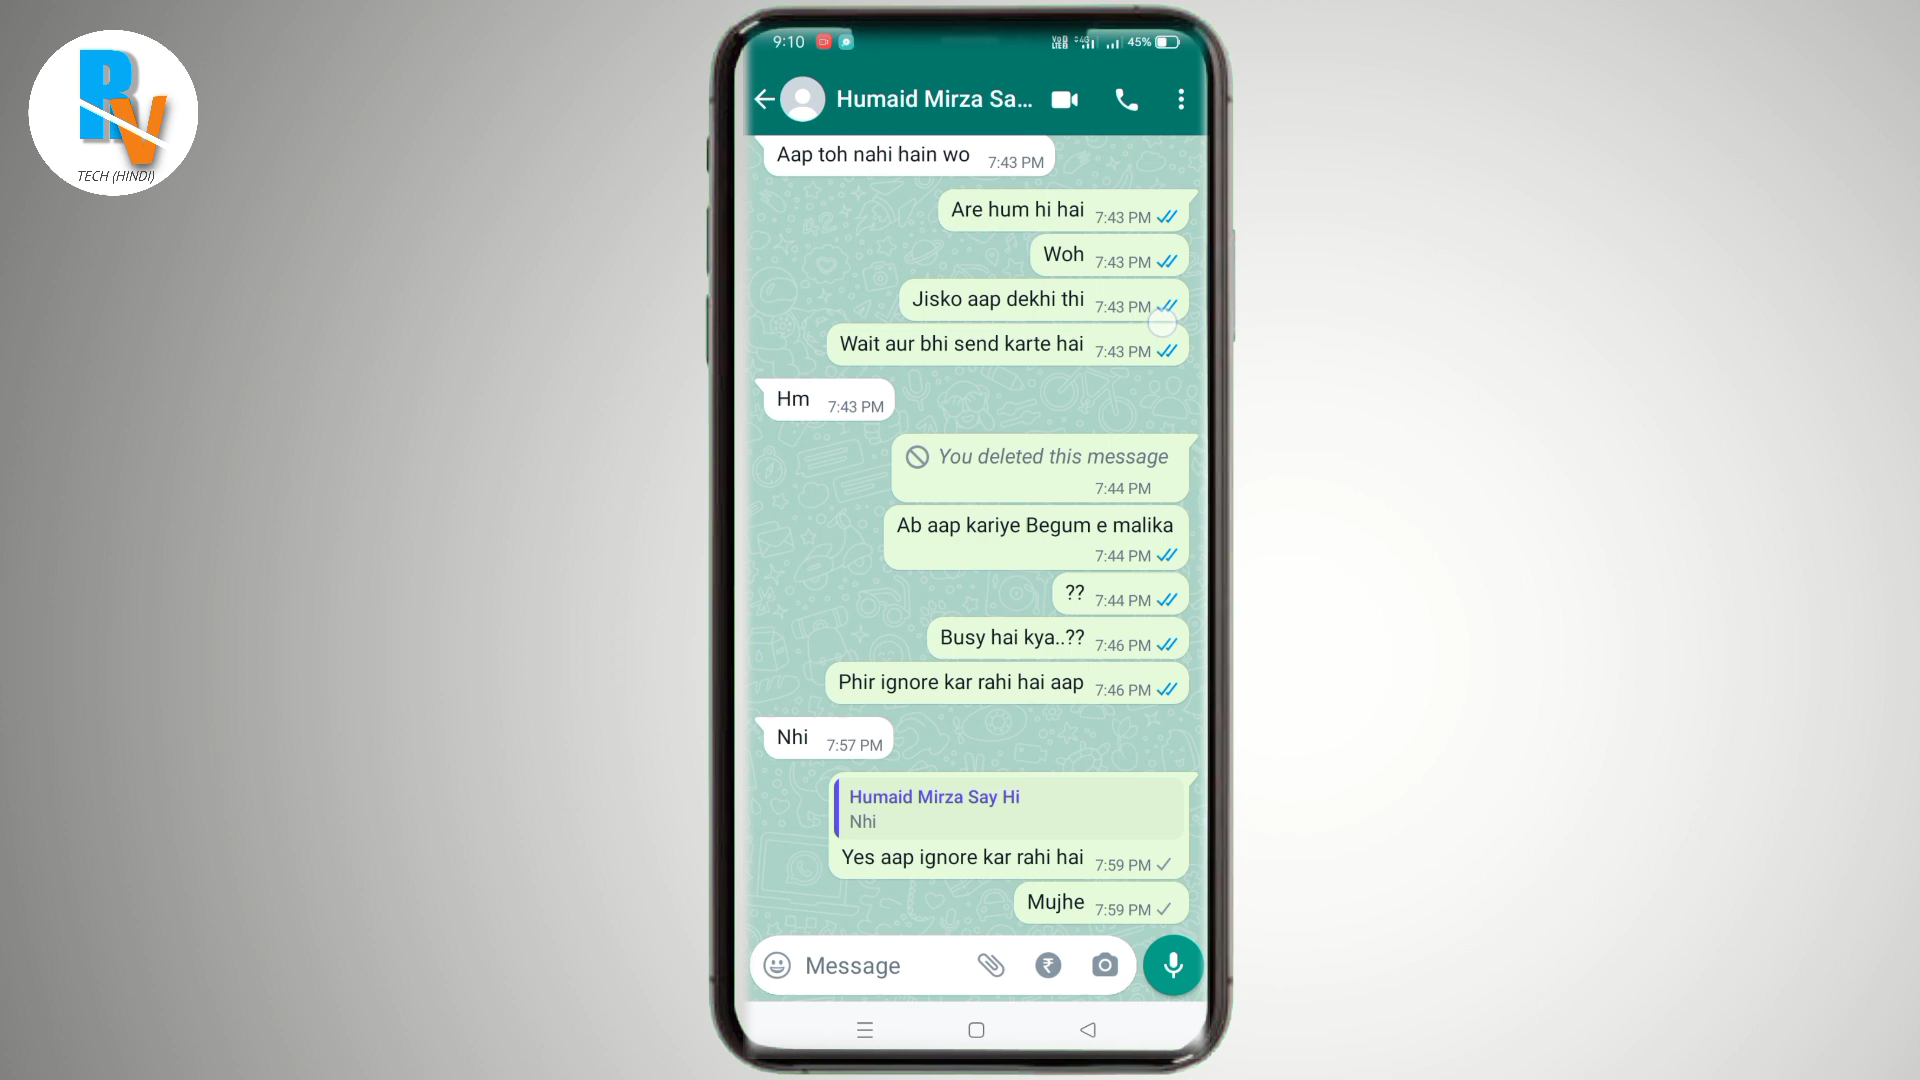 RV
TECH (HINDI)
9:10 VoD LTE 4G 45%
Humaid Mirza Sa...
Aap toh nahi hain wo 7:43 PM
Are hum hi hai 7:43 PM
Woh 7:43 PM
Jisko aap dekhi thi 7:43 PM
Wait aur bhi send karte hai 7:43 PM
Hm 7:43 PM
You deleted this message
7:44 PM
Ab aap kariye Begum e malika
7:44 PM
?? 7:44 PM
Busy hai kya..?? 7:46 PM
Phir ignore kar rahi hai aap 7:46 PM
Nhi 7:57 PM
Humaid Mirza Say Hi
Nhi
Yes aap ignore kar rahi hai 7:59 PM
Mujhe 7:59 PM
Message ₹